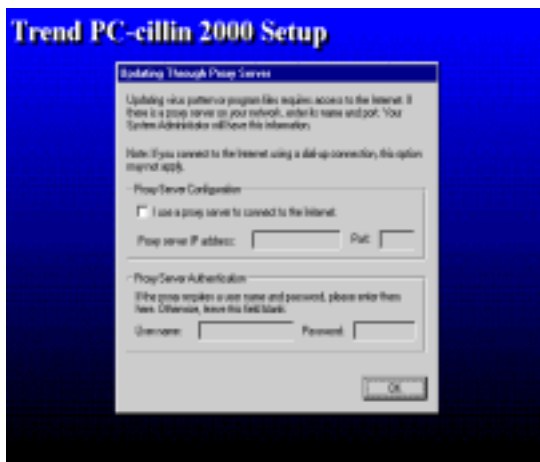 Trend PC-cillin 2000 Setup
Updating Through Proxy Server
Updating virus pattern or program files requires access to the Internet. If
there is a proxy server on your network, enter its name and port. Your
System Administrator will have this information.
Note: If you connect to the Internet using a dial-up connection, this option
may not apply.
Proxy Server Configuration
I use a proxy server to connect to the Internet.
Proxy server IP address:
Port:
Proxy Server Authentication
If the proxy requires a user name and password, please enter them
here. Otherwise, leave this field blank.
Username:
Password:
OK